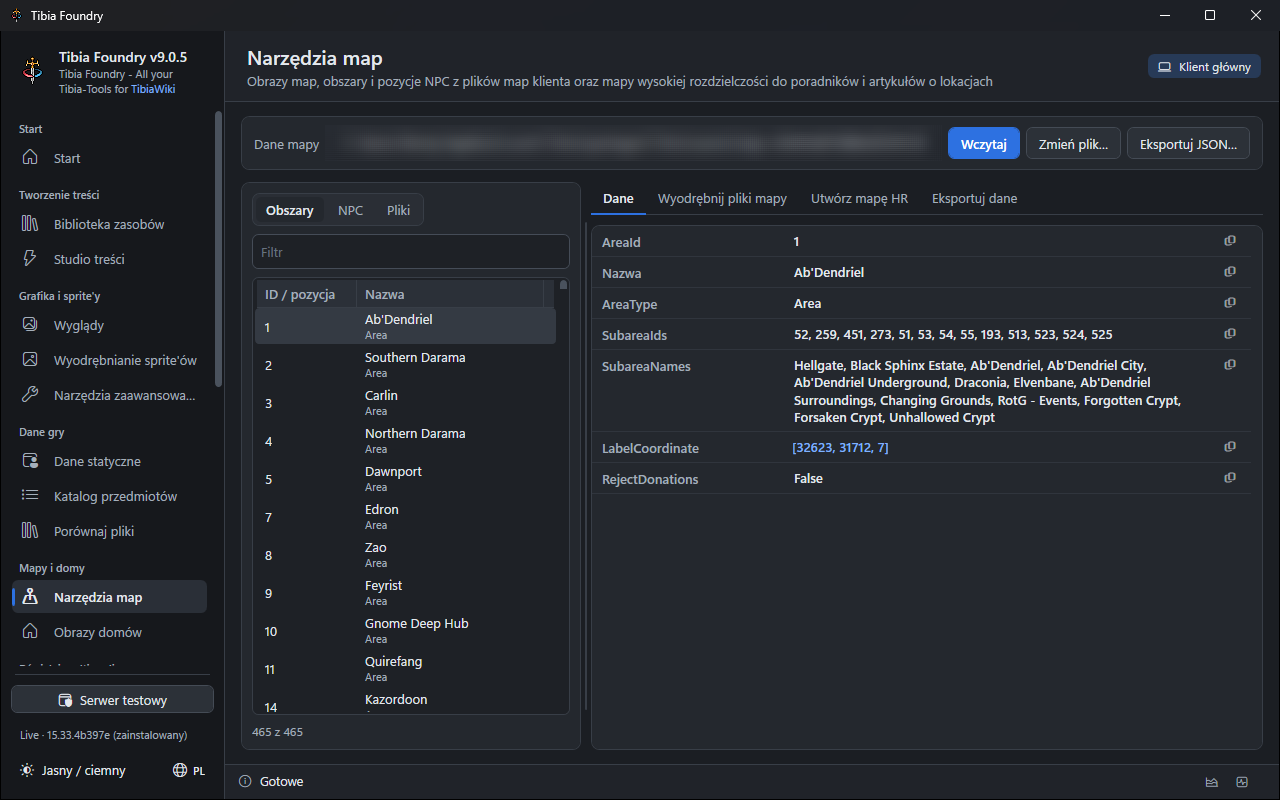 Tibia Foundry
Tibia Foundry v9.0.5
Tibia Foundry - All your
Tibia-Tools for TibiaWiki
Start
Start
Tworzenie treści
Biblioteka zasobów
Studio treści
Grafika i sprite'y
Wyglądy
Wyodrębnianie sprite'ów
Narzędzia zaawansowa...
Dane gry
Dane statyczne
Katalog przedmiotów
Porównaj pliki
Mapy i domy
Narzędzia map
Obrazy domów
Serwer testowy
Live · 15.33.4b397e (zainstalowany)
Jasny / ciemny
PL
Narzędzia map
Obrazy map, obszary i pozycje NPC z plików map klienta oraz mapy wysokiej rozdzielczości do poradników i artykułów o lokacjach
Klient główny
Dane mapy
Wczytaj
Zmień plik...
Eksportuj JSON...
Obszary
NPC
Pliki
Filtr
ID / pozycja
Nazwa
1
Ab'Dendriel
Area
2
Southern Darama
Area
3
Carlin
Area
4
Northern Darama
Area
5
Dawnport
Area
7
Edron
Area
8
Zao
Area
9
Feyrist
Area
10
Gnome Deep Hub
Area
11
Quirefang
Area
14
Kazordoon
465 z 465
Dane
Wyodrębnij pliki mapy
Utwórz mapę HR
Eksportuj dane
AreaId
1
Nazwa
Ab'Dendriel
AreaType
Area
SubareaIds
52, 259, 451, 273, 51, 53, 54, 55, 193, 513, 523, 524, 525
SubareaNames
Hellgate, Black Sphinx Estate, Ab'Dendriel, Ab'Dendriel City,
Ab'Dendriel Underground, Draconia, Elvenbane, Ab'Dendriel
Surroundings, Changing Grounds, RotG - Events, Forgotten Crypt,
Forsaken Crypt, Unhallowed Crypt
LabelCoordinate
[32623, 31712, 7]
RejectDonations
False
Gotowe